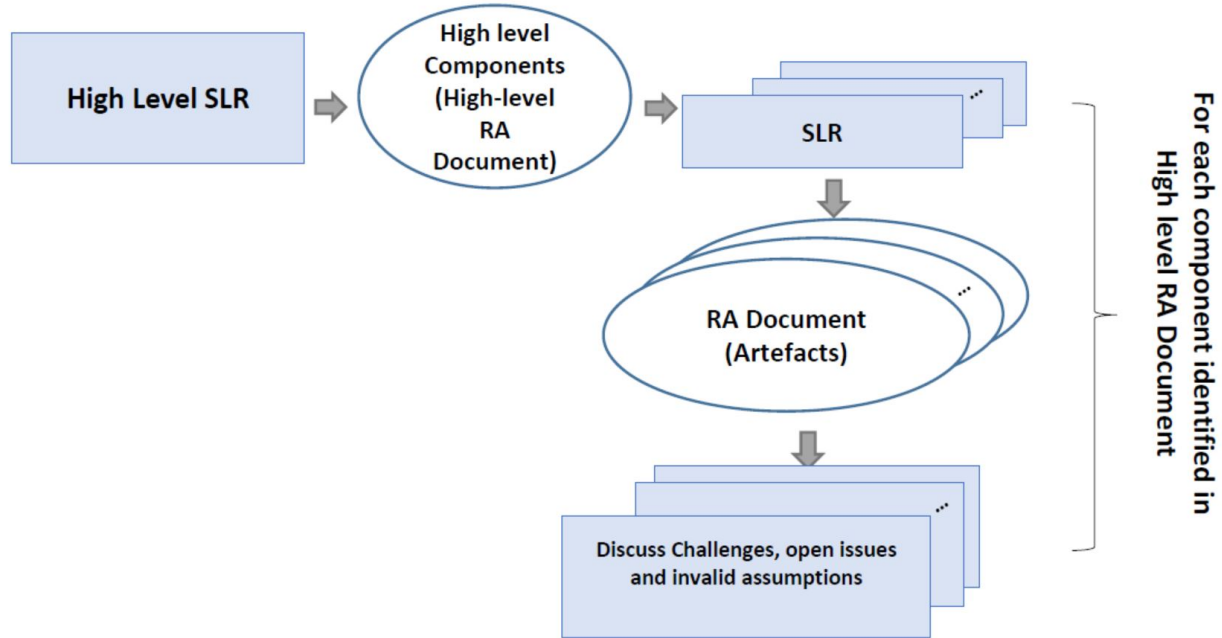 High Level SLR
High level
Components
(High-level
RA
Document)
...
SLR
...
RA Document
(Artefacts)
...
Discuss Challenges, open issues
and invalid assumptions
For each component identified in
High level RA Document